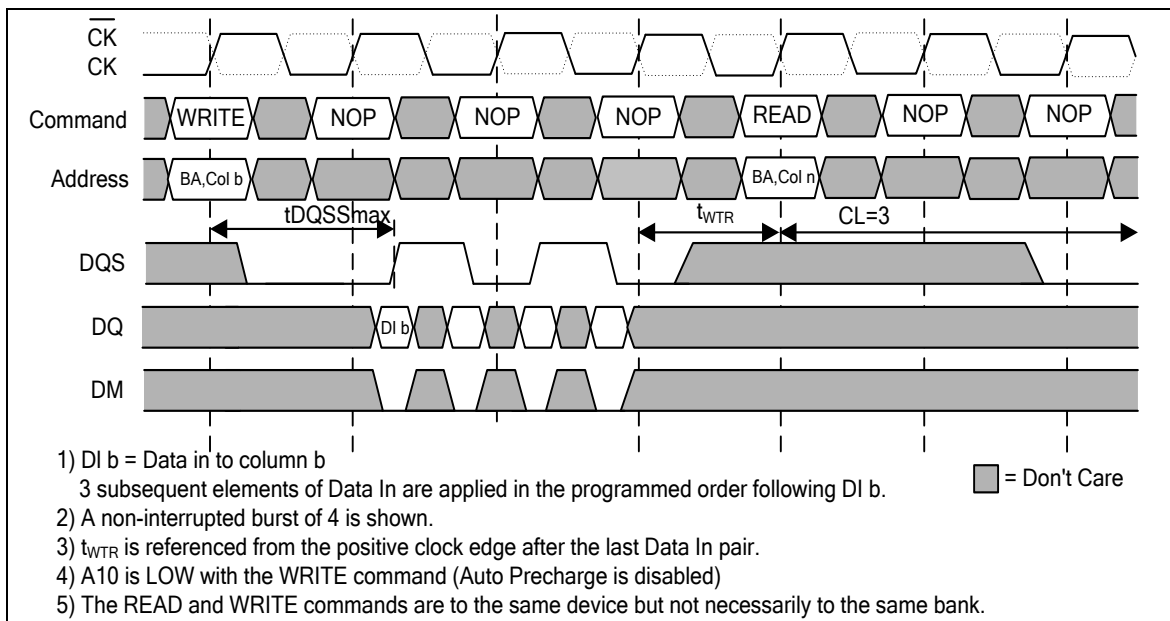 CK
CK
Command WRITE NOP NOP NOP READ NOP NOP
Address BA,Col b BA,Col n
tDQSSmax tWTR CL=3
DQS
DQ DI b
DM
1) DI b = Data in to column b
3 subsequent elements of Data In are applied in the programmed order following DI b.
= Don't Care
2) A non-interrupted burst of 4 is shown.
3) tWTR is referenced from the positive clock edge after the last Data In pair.
4) A10 is LOW with the WRITE command (Auto Precharge is disabled)
5) The READ and WRITE commands are to the same device but not necessarily to the same bank.